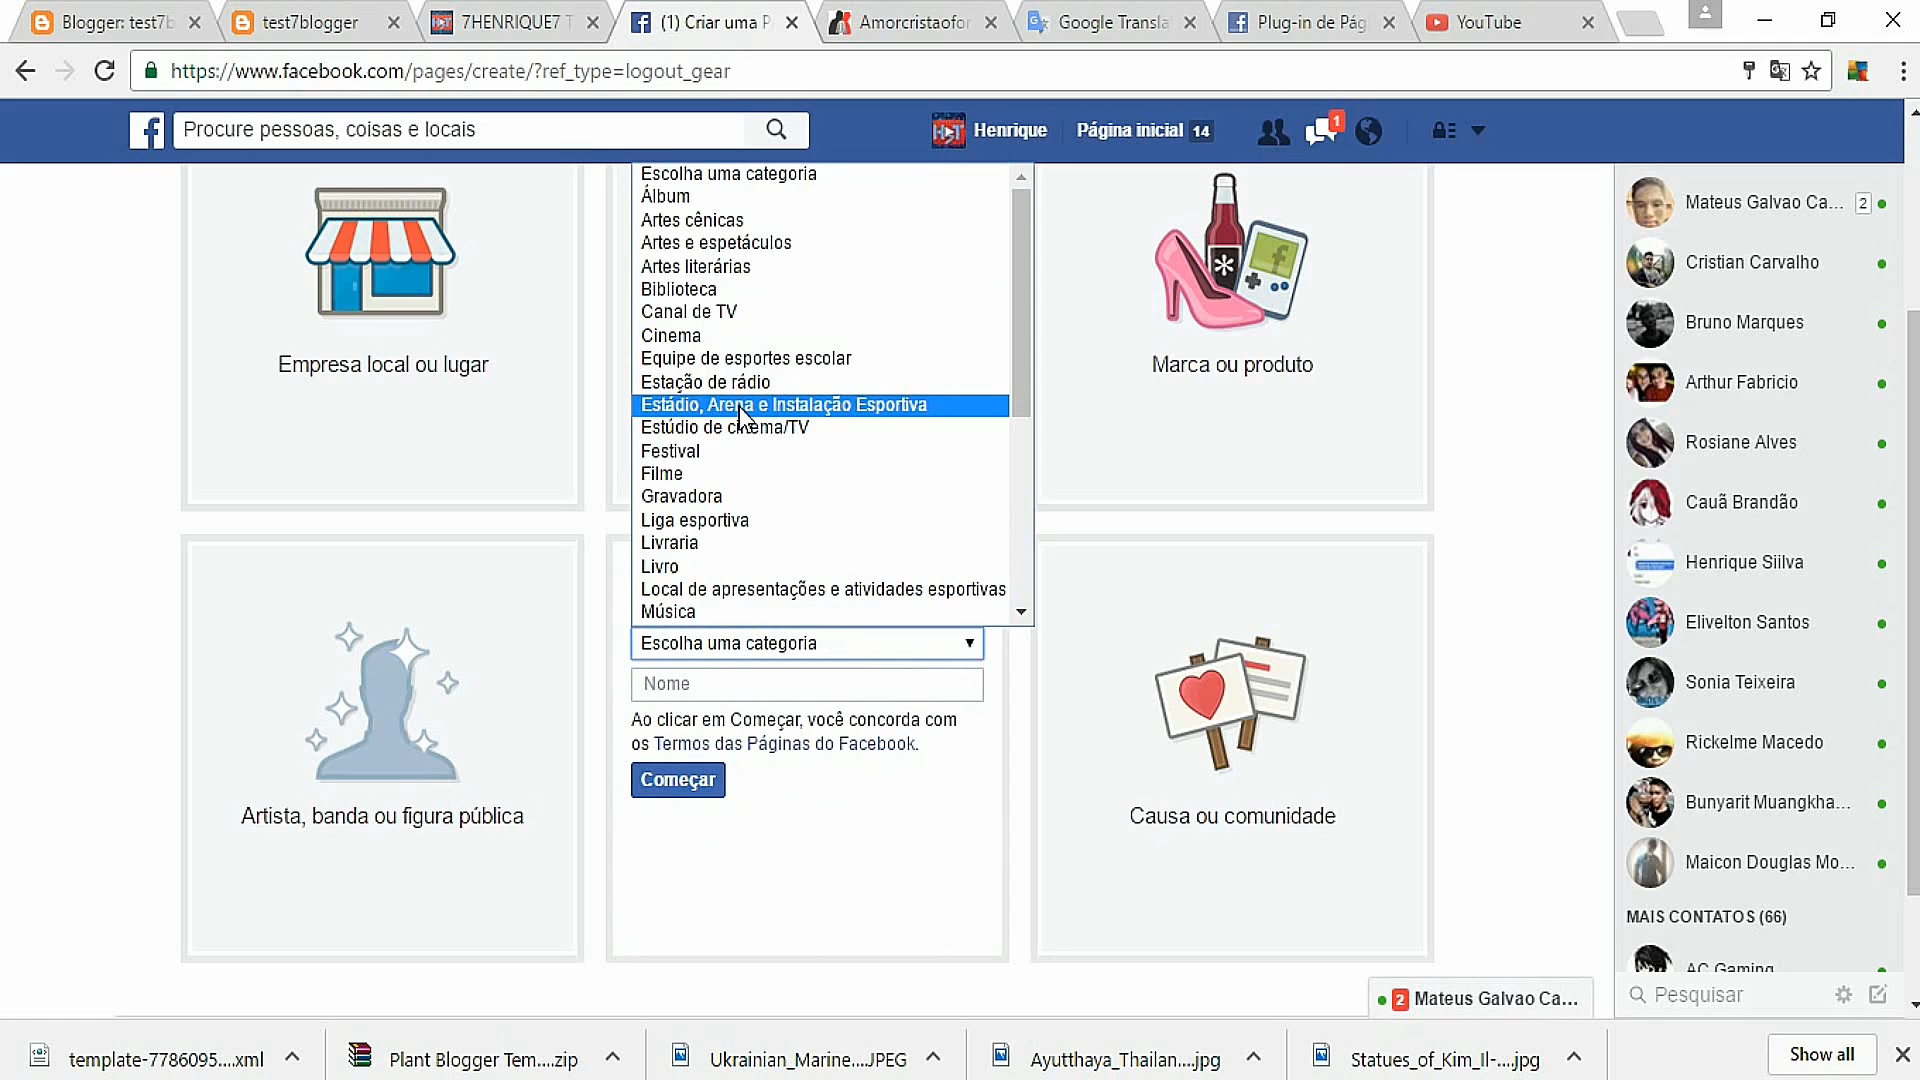 Blogger: test7b
test7blogger
7HENRIQUE7 T
(1) Criar uma P
Amorcristaofor
Google Transla
Plug-in de Pág
YouTube
https://www.facebook.com/pages/create/?ref_type=logout_gear
Procure pessoas, coisas e locais
Henrique
Página inicial 14
1
Escolha uma categoria
Álbum
Artes cênicas
Artes e espetáculos
Artes literárias
Biblioteca
Canal de TV
Cinema
Equipe de esportes escolar
Estação de rádio
Estádio, Arena e Instalação Esportiva
Estúdio de cinema/TV
Festival
Filme
Gravadora
Liga esportiva
Livraria
Livro
Local de apresentações e atividades esportivas
Música
Escolha uma categoria
Nome
Ao clicar em Começar, você concorda com
os Termos das Páginas do Facebook.
Começar
Empresa local ou lugar
Marca ou produto
Artista, banda ou figura pública
Causa ou comunidade
Mateus Galvao Ca... 2
Cristian Carvalho
Bruno Marques
Arthur Fabricio
Rosiane Alves
Cauã Brandão
Henrique Siilva
Elivelton Santos
Sonia Teixeira
Rickelme Macedo
Bunyarit Muangkha...
Maicon Douglas Mo...
MAIS CONTATOS (66)
AC Gaming
Pesquisar
2 Mateus Galvao Ca...
template-7786095....xml
Plant Blogger Tem....zip
Ukrainian_Marine....JPEG
Ayutthaya_Thailan....jpg
Statues_of_Kim_Il-....jpg
Show all